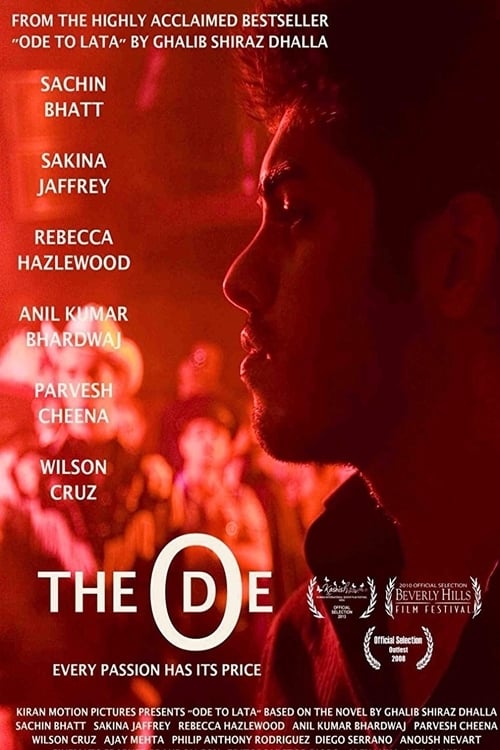 FROM THE HIGHLY ACCLAIMED BESTSELLER
"ODE TO LATA" BY GHALIB SHIRAZ DHALLA
SACHIN
BHATT
SAKINA
JAFFREY
REBECCA
HAZLEWOOD
ANIL KUMAR
BHARDWAJ
PARVESH
CHEENA
WILSON
CRUZ
THE ODE
EVERY PASSION HAS ITS PRICE
Kashish
OFFICIAL
SELECTION
2010 OFFICIAL SELECTION
BEVERLY HILLS
FILM FESTIVAL
Official Selection
Outfest
2008
KIRAN MOTION PICTURES PRESENTS "ODE TO LATA" BASED ON THE NOVEL BY GHALIB SHIRAZ DHALLA
SACHIN BHATT SAKINA JAFFREY REBECCA HAZLEWOOD ANIL KUMAR BHARDWAJ PARVESH CHEENA
WILSON CRUZ AJAY MEHTA PHILIP ANTHONY RODRIGUEZ DIEGO SERRANO ANOUSH NEVART